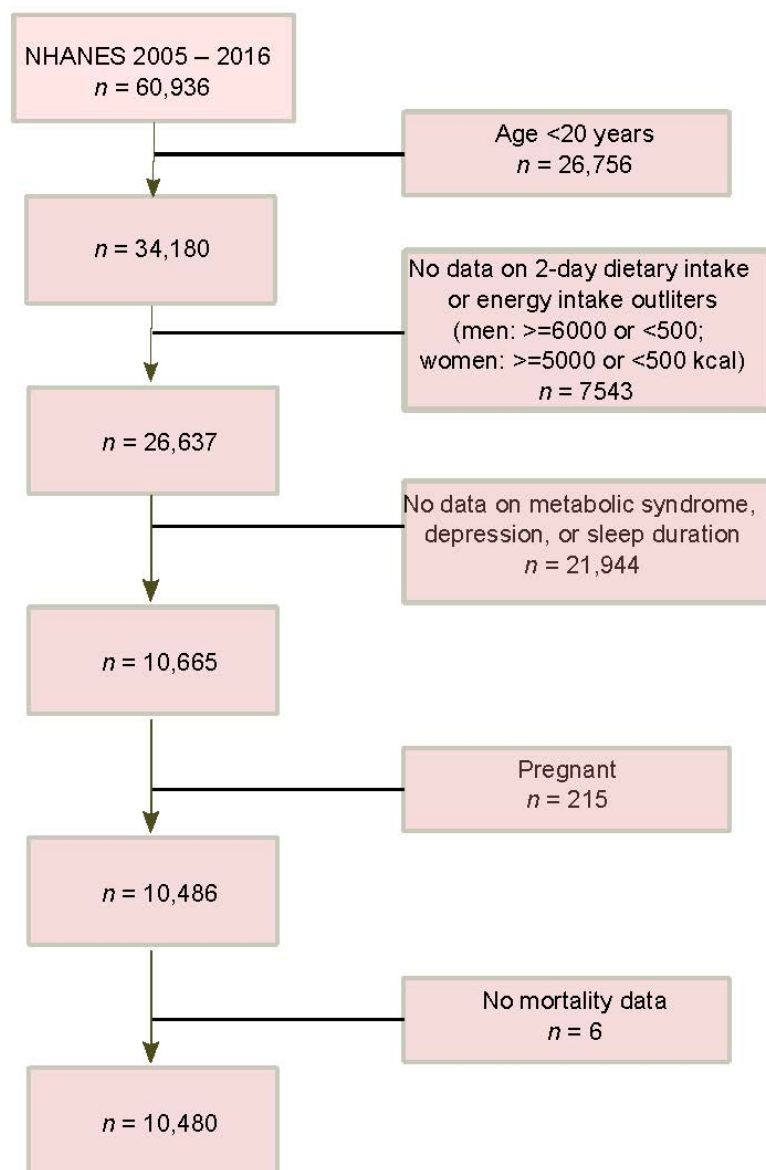 NHANES 2005 – 2016
n = 60,936
Age <20 years
n = 26,756
n = 34,180
No data on 2-day dietary intake
or energy intake outliters
(men: >=6000 or <500;
women: >=5000 or <500 kcal)
n = 7543
n = 26,637
No data on metabolic syndrome,
depression, or sleep duration
n = 21,944
n = 10,665
Pregnant
n = 215
n = 10,486
No mortality data
n = 6
n = 10,480